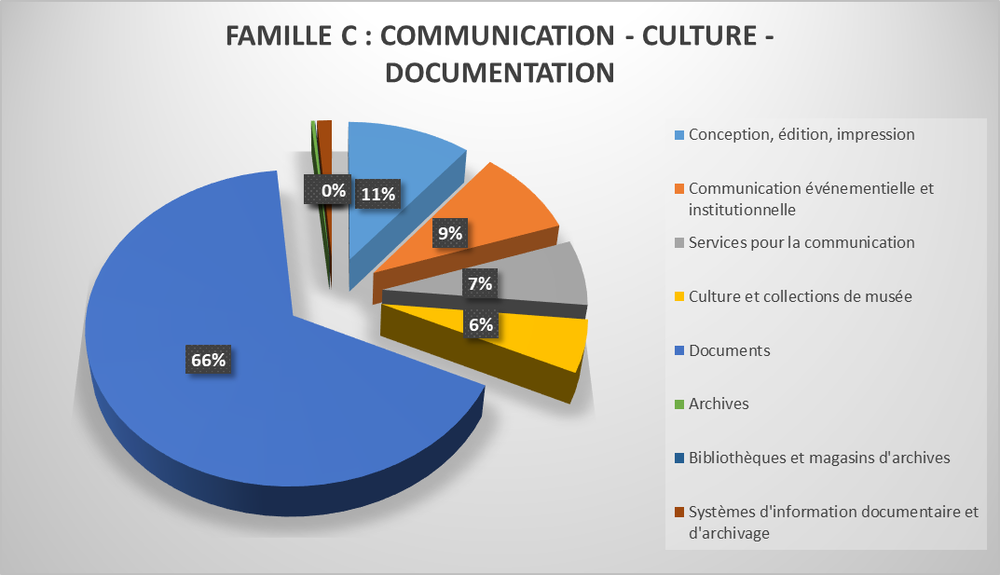 FAMILLE C : COMMUNICATION - CULTURE -
DOCUMENTATION
0%
11%
9%
7%
6%
66%
Conception, édition, impression
Communication événementielle et
institutionnelle
Services pour la communication
Culture et collections de musée
Documents
Archives
Bibliothèques et magasins d'archives
Systèmes d'information documentaire et
d'archivage